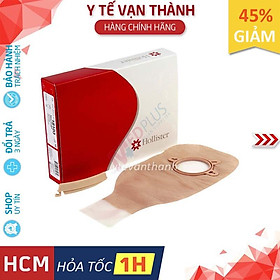 Y TẾ VẠN THÀNH
HÀNG CHÍNH HÃNG
45%
GIẢM
BẢO HÀNH
TRÁCH NHIỆM
ĐỔI TRẢ
3 NGÀY
SHOP
UY TÍN
Hollister
HCM
HỎA TỐC
1H